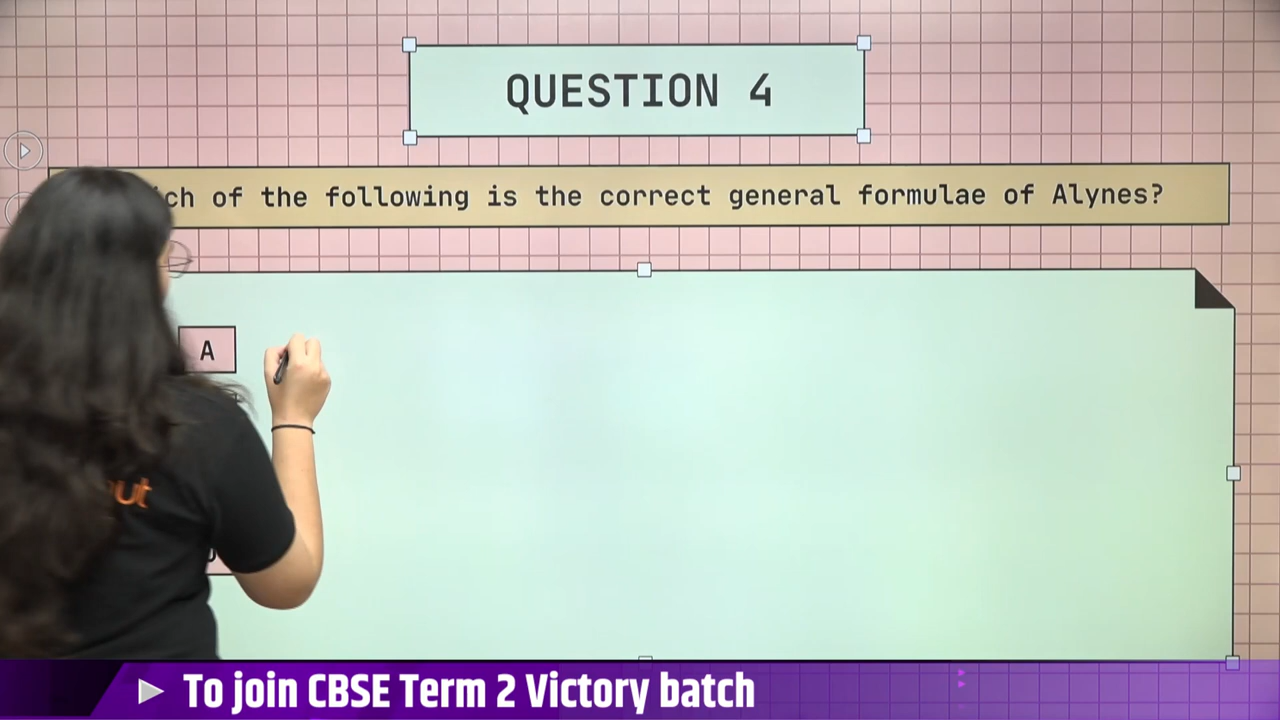 QUESTION 4
of the following is the correct general formulae of Alynes?
A
To join CBSE Term 2 Victory batch